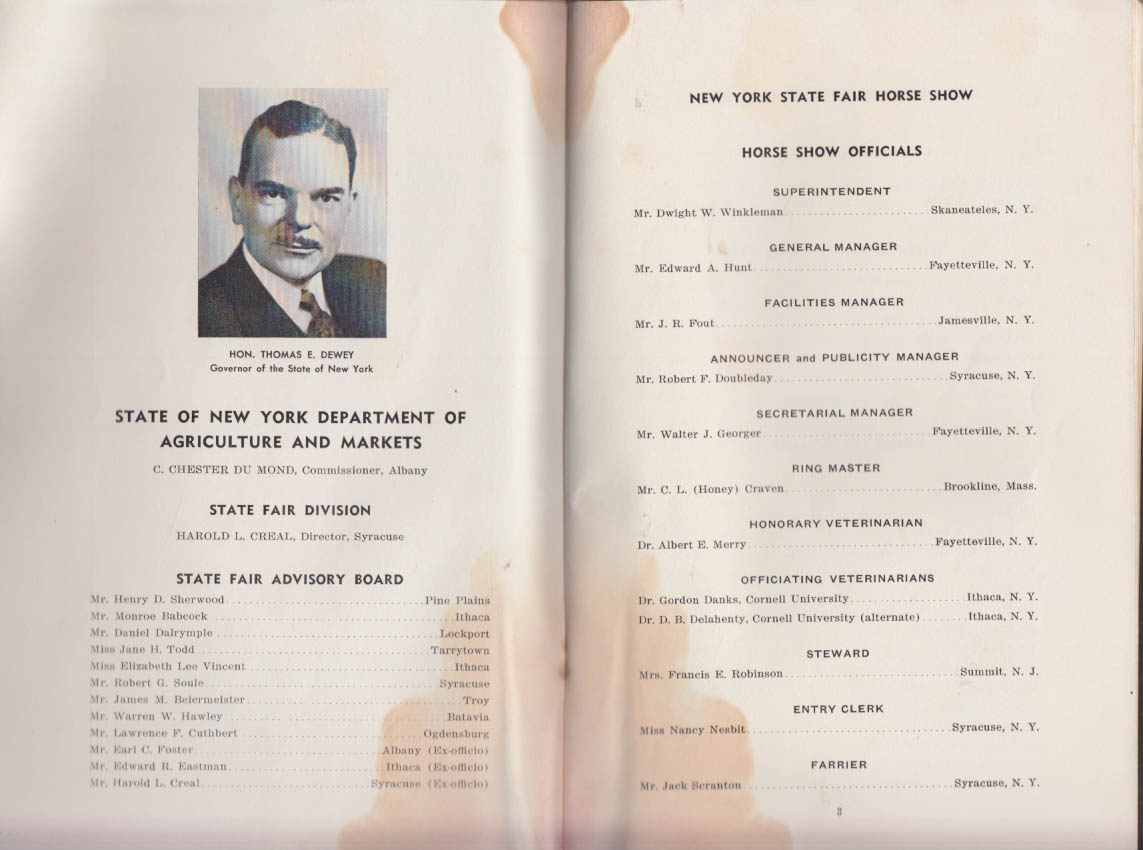 HON. THOMAS E. DEWEY
Governor of the State of New York
STATE OF NEW YORK DEPARTMENT OF
AGRICULTURE AND MARKETS
C. CHESTER DU MOND, Commissioner, Albany
STATE FAIR DIVISION
HAROLD L. CREAL, Director, Syracuse
STATE FAIR ADVISORY BOARD
Mr. Henry D. Sherwood Pine Plains
Mr. Monroe Babcock Ithaca
Mr. Daniel Dalrymple Lockport
Miss Jane H. Todd Tarrytown
Miss Elizabeth Lee Vincent Ithaca
Mr. Robert G. Soule Syracuse
Mr. James M. Beiermeister Troy
Mr. Warren W. Hawley Batavia
Mr. Lawrence F. Cuthbert Ogdensburg
Mr. Earl C. Foster Albany (Ex-officio)
Mr. Edward R. Eastman Ithaca (Ex-officio)
Mr. Harold L. Creal Syracuse (Ex-officio)
NEW YORK STATE FAIR HORSE SHOW
HORSE SHOW OFFICIALS
SUPERINTENDENT
Mr. Dwight W. Winkleman Skaneateles, N. Y.
GENERAL MANAGER
Mr. Edward A. Hunt Fayetteville, N. Y.
FACILITIES MANAGER
Mr. J. R. Fout Jamesville, N. Y.
ANNOUNCER and PUBLICITY MANAGER
Mr. Robert F. Doubleday Syracuse, N. Y.
SECRETARIAL MANAGER
Mr. Walter J. Georger Fayetteville, N. Y.
RING MASTER
Mr. C. L. (Honey) Craven Brookline, Mass.
HONORARY VETERINARIAN
Dr. Albert E. Merry Fayetteville, N. Y.
OFFICIATING VETERINARIANS
Dr. Gordon Danks, Cornell University Ithaca, N. Y.
Dr. D. B. Delahenty, Cornell University (alternate) Ithaca, N. Y.
STEWARD
Mrs. Francis E. Robinson Summit, N. J.
ENTRY CLERK
Miss Nancy Nesbit Syracuse, N. Y.
FARRIER
Mr. Jack Scranton Syracuse, N. Y.
3